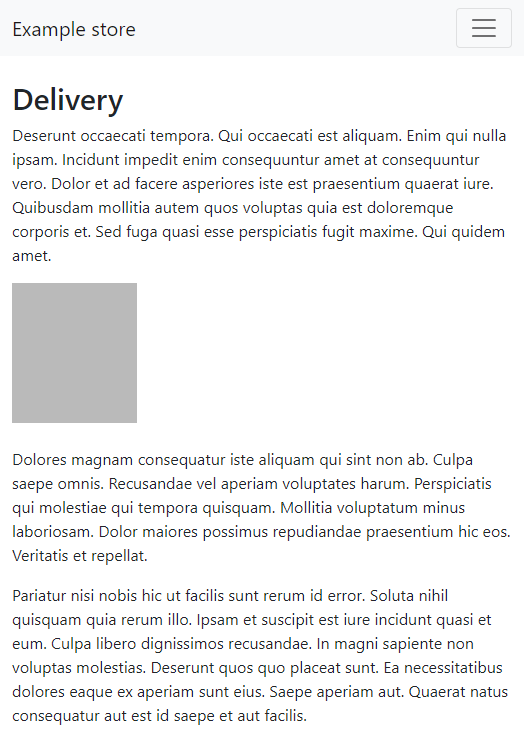 Example store
Delivery
Deserunt occaecati tempora. Qui occaecati est aliquam. Enim qui nulla
ipsam. Incidunt impedit enim consequuntur amet at consequuntur
vero. Dolor et ad facere asperiores iste est praesentium quaerat iure.
Quibusdam mollitia autem quos voluptas quia est doloremque
corporis et. Sed fuga quasi esse perspiciatis fugit maxime. Qui quidem
amet.
Dolores magnam consequatur iste aliquam qui sint non ab. Culpa
saepe omnis. Recusandae vel aperiam voluptates harum. Perspiciatis
qui molestiae qui tempora quisquam. Mollitia voluptatum minus
laboriosam. Dolor maiores possimus repudiandae praesentium hic eos.
Veritatis et repellat.
Pariatur nisi nobis hic ut facilis sunt rerum id error. Soluta nihil
quisquam quia rerum illo. Ipsam et suscipit est iure incidunt quasi et
eum. Culpa libero dignissimos recusandae. In magni sapiente non
voluptas molestias. Deserunt quos quo placeat sunt. Ea necessitatibus
dolores eaque ex aperiam sunt eius. Saepe aperiam aut. Quaerat natus
consequatur aut est id saepe et aut facilis.